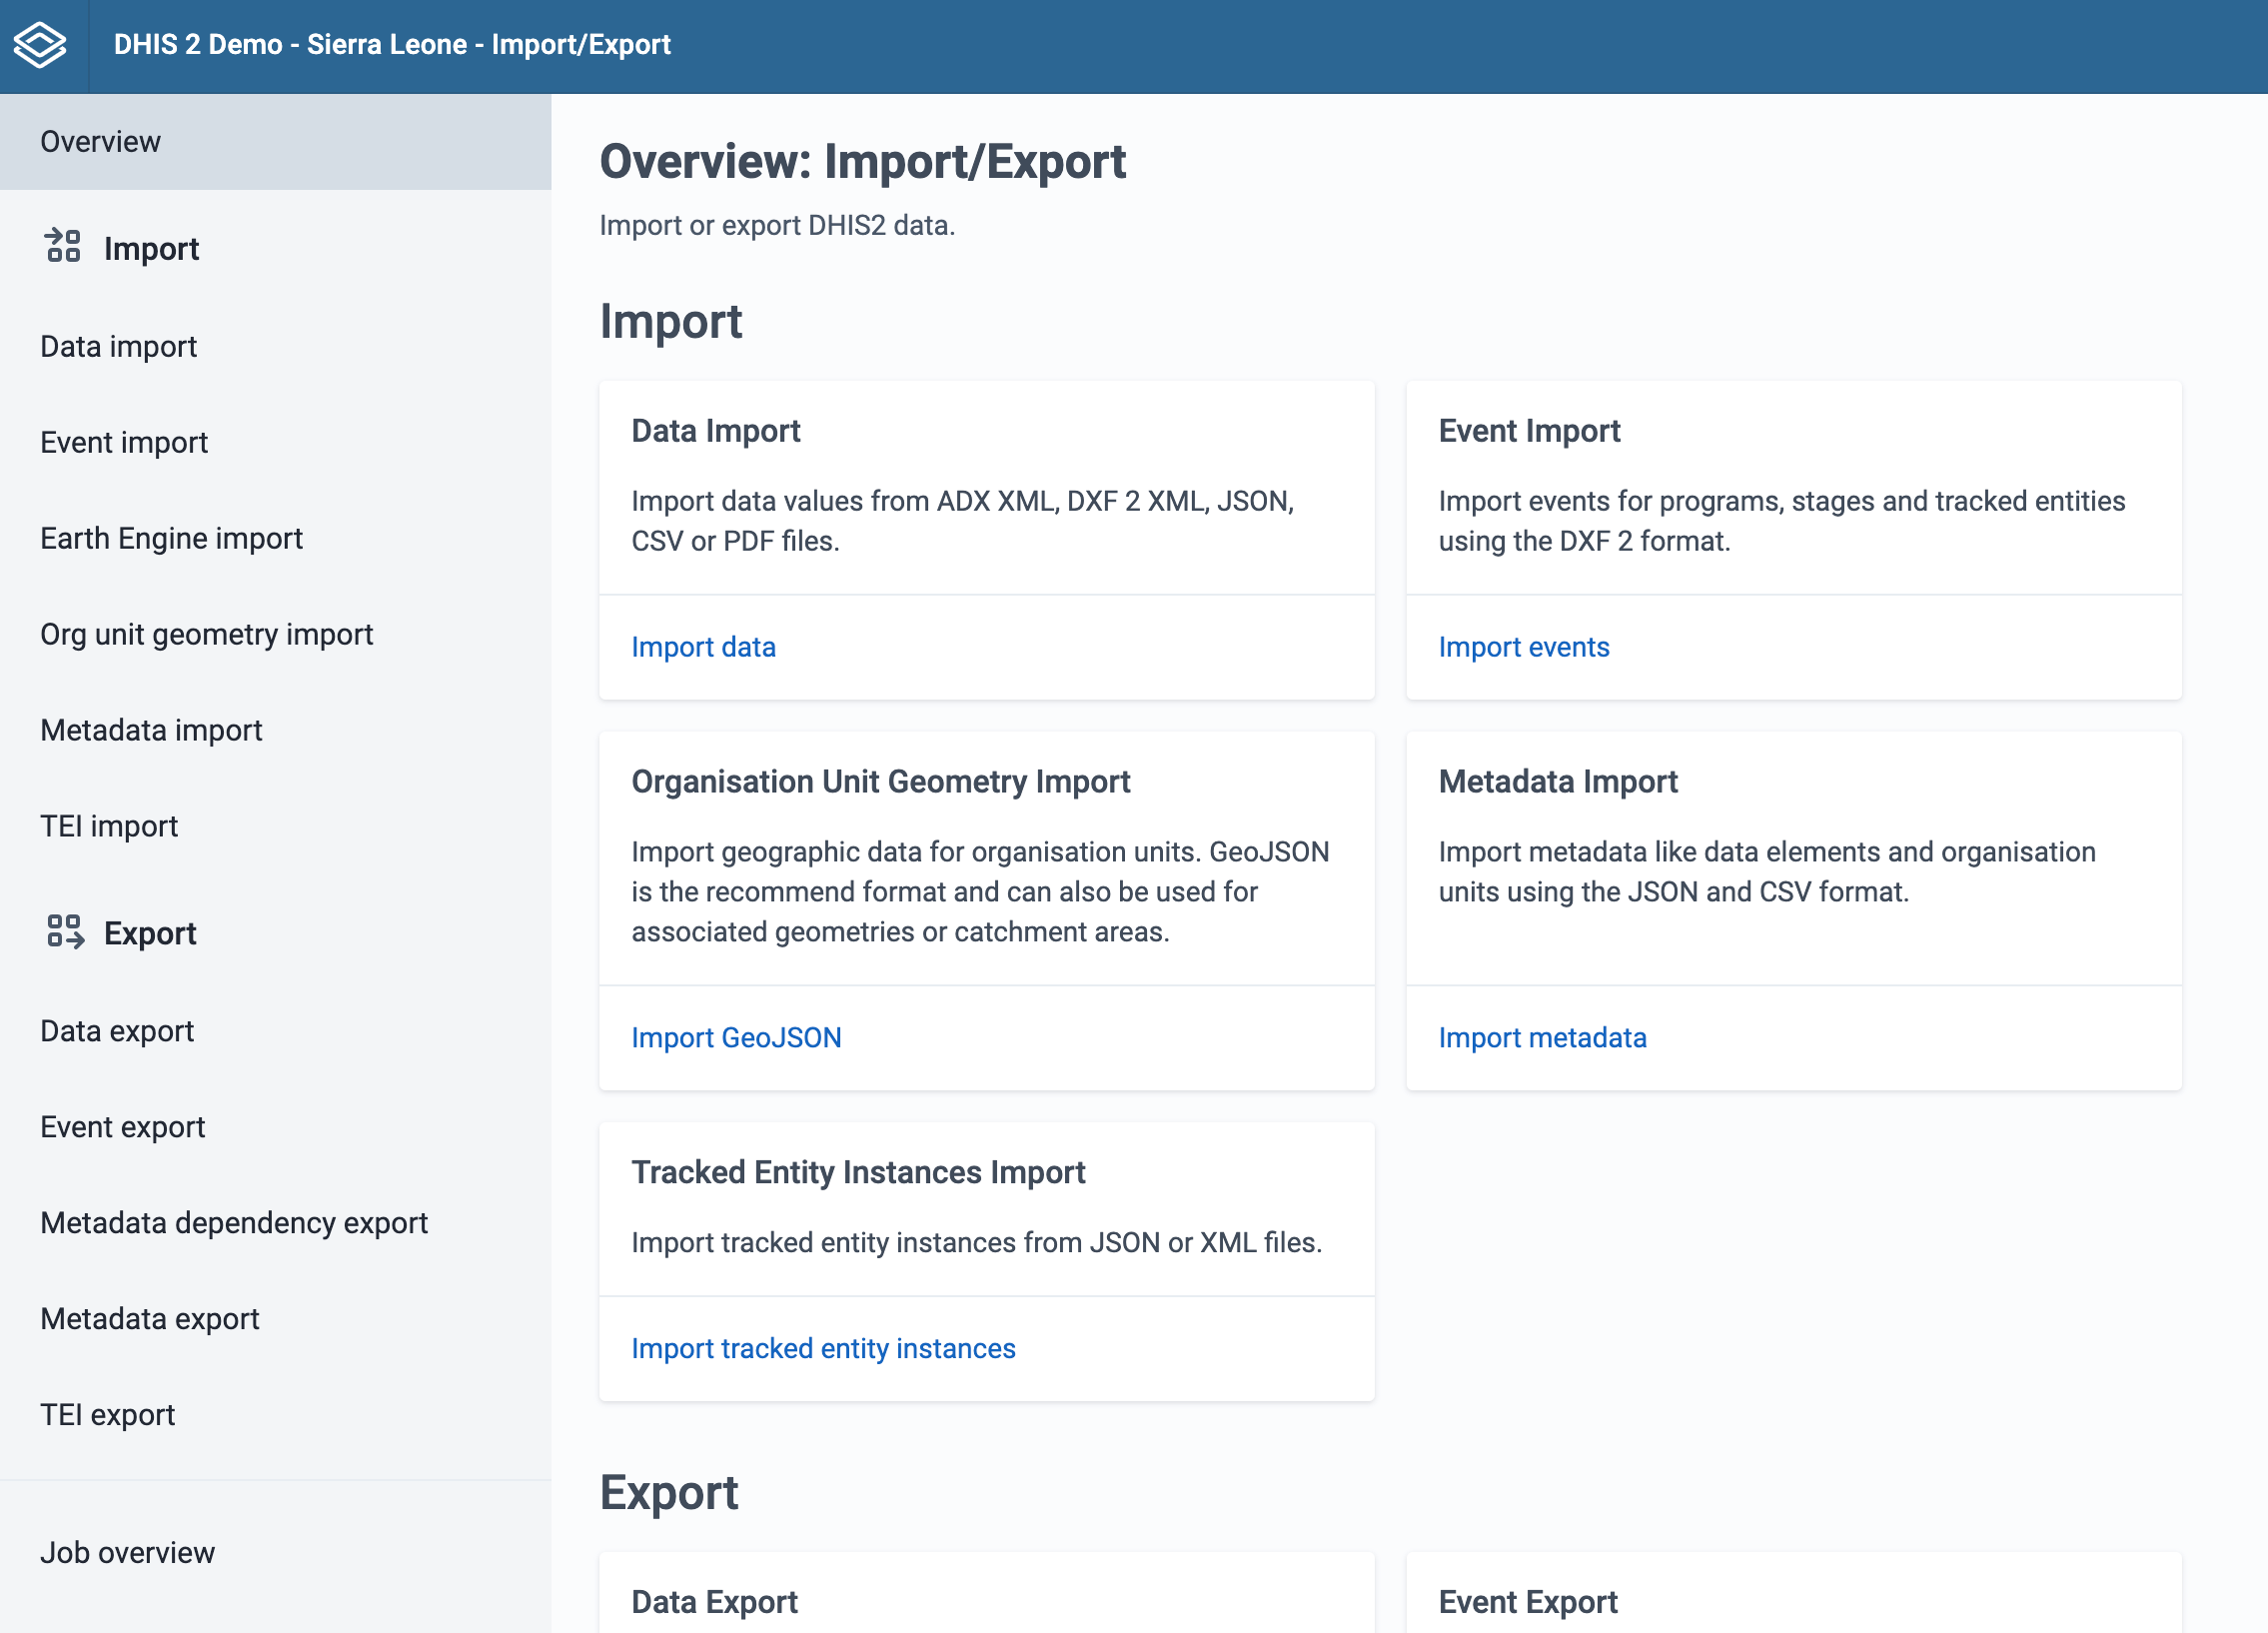 DHIS 2 Demo - Sierra Leone - Import/Export
Overview
Import
Data import
Event import
Earth Engine import
Org unit geometry import
Metadata import
TEI import
Export
Data export
Event export
Metadata dependency export
Metadata export
TEI export
Job overview
Overview: Import/Export
Import or export DHIS2 data.
Import
Data Import
Import data values from ADX XML, DXF 2 XML, JSON,
CSV or PDF files.
Import data
Event Import
Import events for programs, stages and tracked entities
using the DXF 2 format.
Import events
Organisation Unit Geometry Import
Import geographic data for organisation units. GeoJSON
is the recommend format and can also be used for
associated geometries or catchment areas.
Import GeoJSON
Metadata Import
Import metadata like data elements and organisation
units using the JSON and CSV format.
Import metadata
Tracked Entity Instances Import
Import tracked entity instances from JSON or XML files.
Import tracked entity instances
Export
Data Export
Event Export